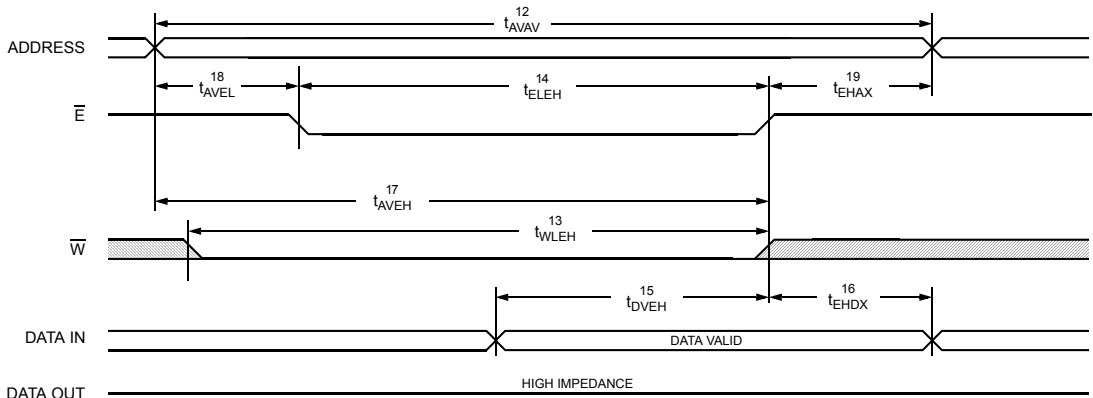 12
tAVAV
ADDRESS
18
tAVEL
14
tELEH
19
tEHAX
E
17
tAVEH
13
tWLEH
W
15
tDVEH
16
tEHDX
DATA IN
DATA VALID
HIGH IMPEDANCE
DATA OUT